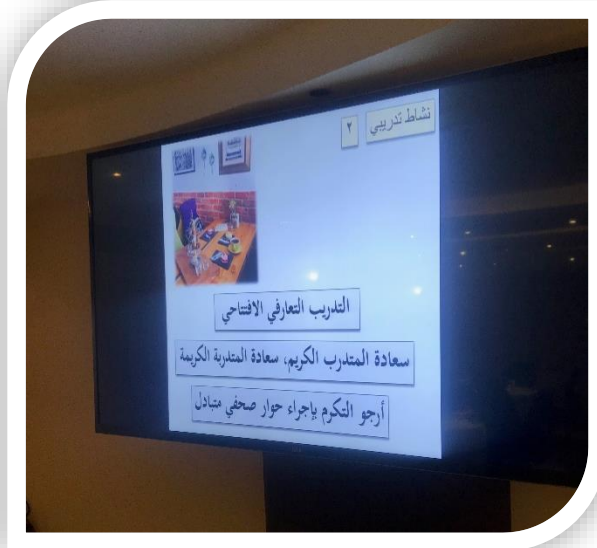 نشاط تدريبي ٢
التدريب التعارفي الافتتاحي
سعادة المتدرب الكريم، سعادة المتدربة الكريمة
أرجو التكرم بإجراء حوار صحفي متبادل